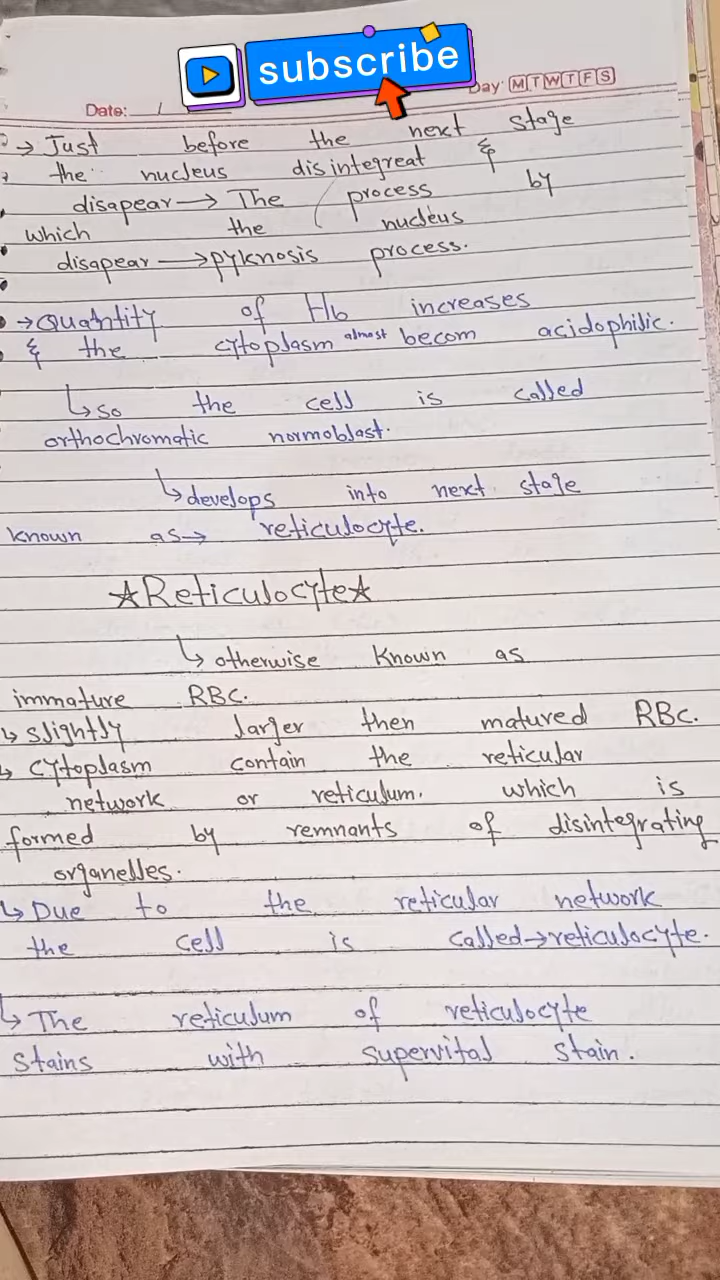 subscribe
Date: / Day: M T W T F S
→ Just before the next stage
the nucleus disintegreat &
disapear → The process by
which the nucleus
disapear → pyknosis process.
→ Quantity of Hb increases
& the cytoplasm almost becom acidophilic.
↳ so the cell is called
orthochromatic normoblast.
↳ develops into next stage
known as → reticulocyte.
☆Reticulocyte☆
↳ otherwise known as
immature RBC.
↳ slightly larger then matured RBC.
↳ cytoplasm contain the reticular
network or reticulum. which is
formed by remnants of disintegrating
organelles.
↳ Due to the reticular network
the cell is called → reticulocyte.
↳ The reticulum of reticulocyte
stains with supervital stain.